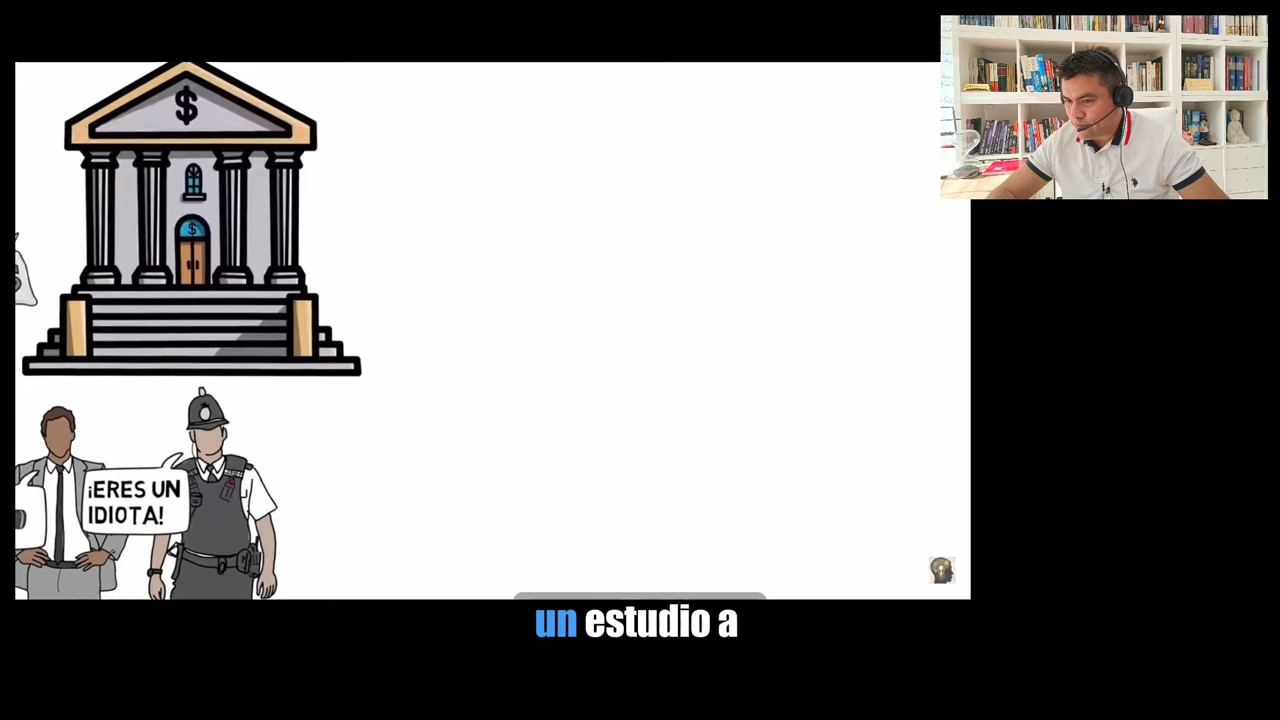 $
$
¡ERES UN
IDIOTA!
un estudio a